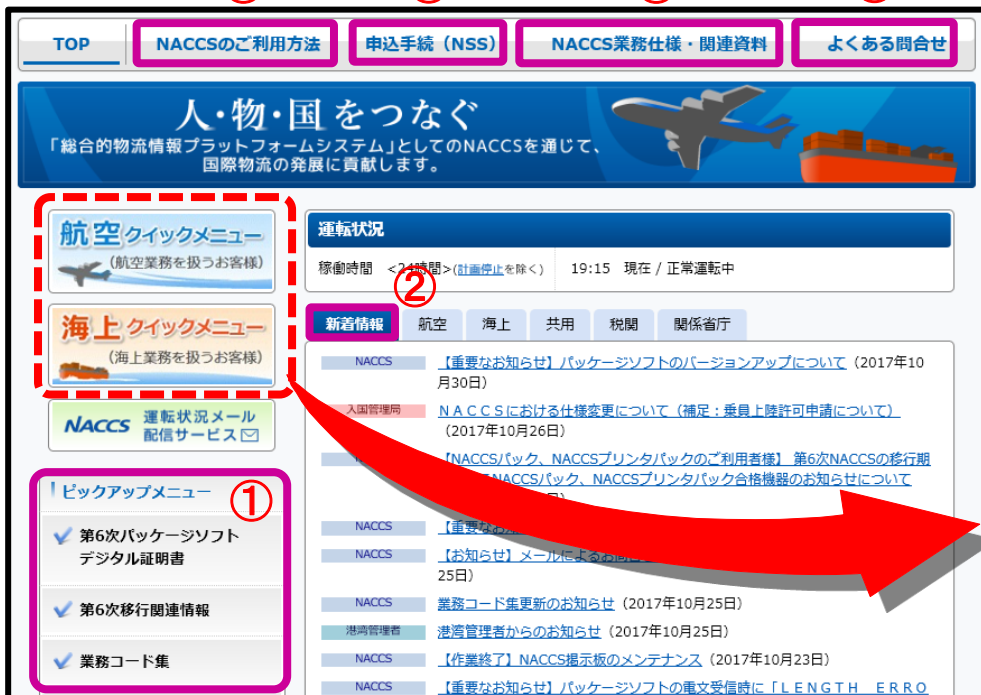 TOP NACCSのご利用方法 申込手続（NSS） NACCS業務仕様・関連資料 よくある問合せ
人・物・国 をつなぐ
「総合的物流情報プラットフォームシステム」としてのNACCSを通じて、
国際物流の発展に貢献します。
航空クイックメニュー
（航空業務を扱うお客様）
海上クイックメニュー
（海上業務を扱うお客様）
NACCS 運転状況メール
配信サービス
①
ピックアップメニュー
第6次パッケージソフト
デジタル証明書
第6次移行関連情報
業務コード集
運転状況
稼働時間 <24時間>(計画停止を除く) 19:15 現在 / 正常運転中
②
新着情報 航空 海上 共用 税関 関係省庁
NACCS 【重要なお知らせ】パッケージソフトのバージョンアップについて（2017年10
月30日）
入国管理局 ＮＡＣＣＳにおける仕様変更について（補足：乗員上陸許可申請について）
（2017年10月26日）
【NACCSパック、NACCSプリンタパックのご利用者様】 第6次NACCSの移行期
NACCSパック、NACCSプリンタパック合格機器のお知らせについて
NACCS 【重要なお
NACCS 【お知らせ】メールによるお問
25日）
NACCS 業務コード集更新のお知らせ（2017年10月25日）
港湾管理者 港湾管理者からのお知らせ（2017年10月25日）
NACCS 【作業終了】NACCS掲示板のメンテナンス（2017年10月23日）
NACCS 【重要なお知らせ】パッケージソフトの電文受信時に「ＬＥＮＧＴＨ ＥＲＲＯ